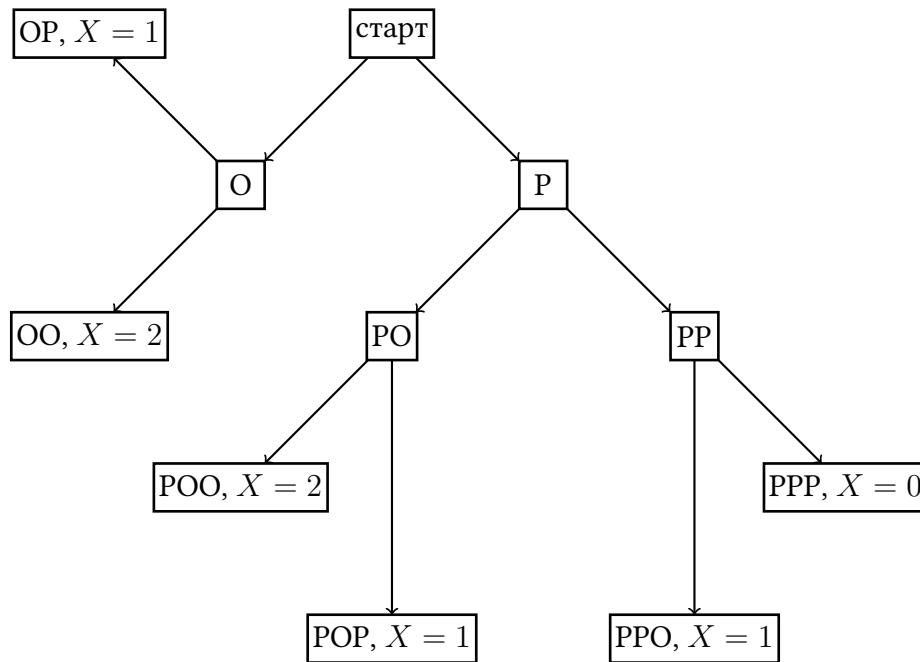 ОР, X = 1
старт
О
Р
ОО, X = 2
РО
РР
РОО, X = 2
РРР, X = 0
РОР, X = 1
РРО, X = 1